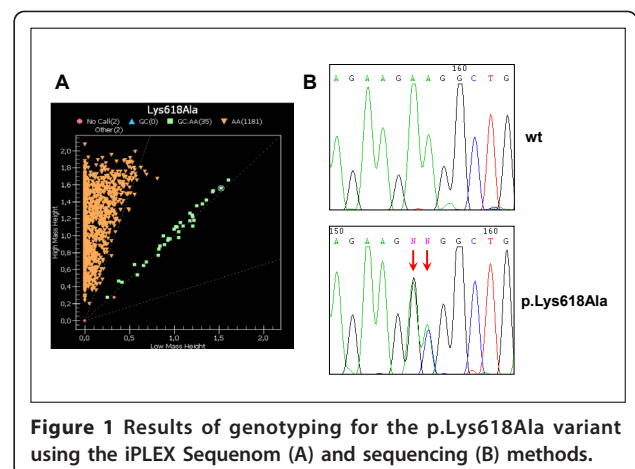 A
Lys618Ala
No Call(2) GC(0) GC.AA(35) AA(1181)
Other(2)
High Mass Height
2,0
1,8
1,6
1,4
1,2
1,0
0,8
0,6
0,4
0,2
0,0
0,0 0,5 1,0 1,5 2,0
Low Mass Height
B
160
A G A A G A A G G C T G
wt
150 160
A G A A G N N G G C T G
p.Lys618Ala
Figure 1 Results of genotyping for the p.Lys618Ala variant
using the iPLEX Sequenom (A) and sequencing (B) methods.